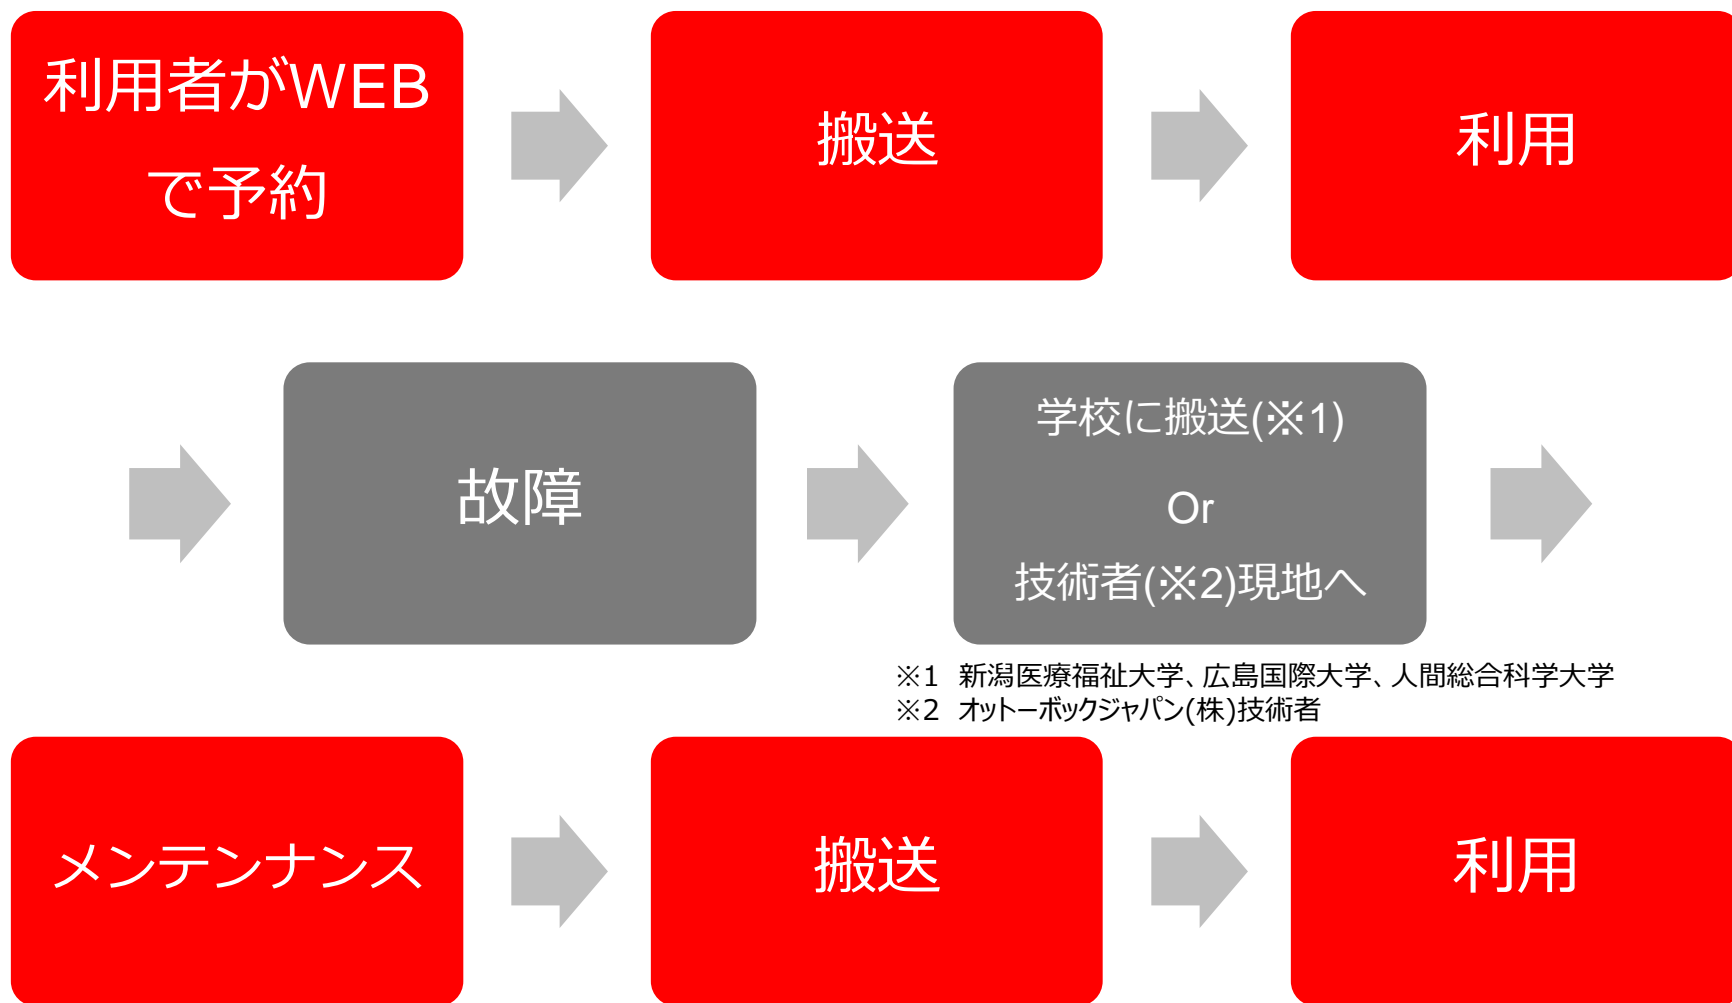 利用者がWEB
で予約
搬送
利用
故障
学校に搬送(※1)
Or
技術者(※2)現地へ
※1 新潟医療福祉大学、広島国際大学、人間総合科学大学
※2 オットーボックジャパン(株)技術者
メンテンナンス
搬送
利用